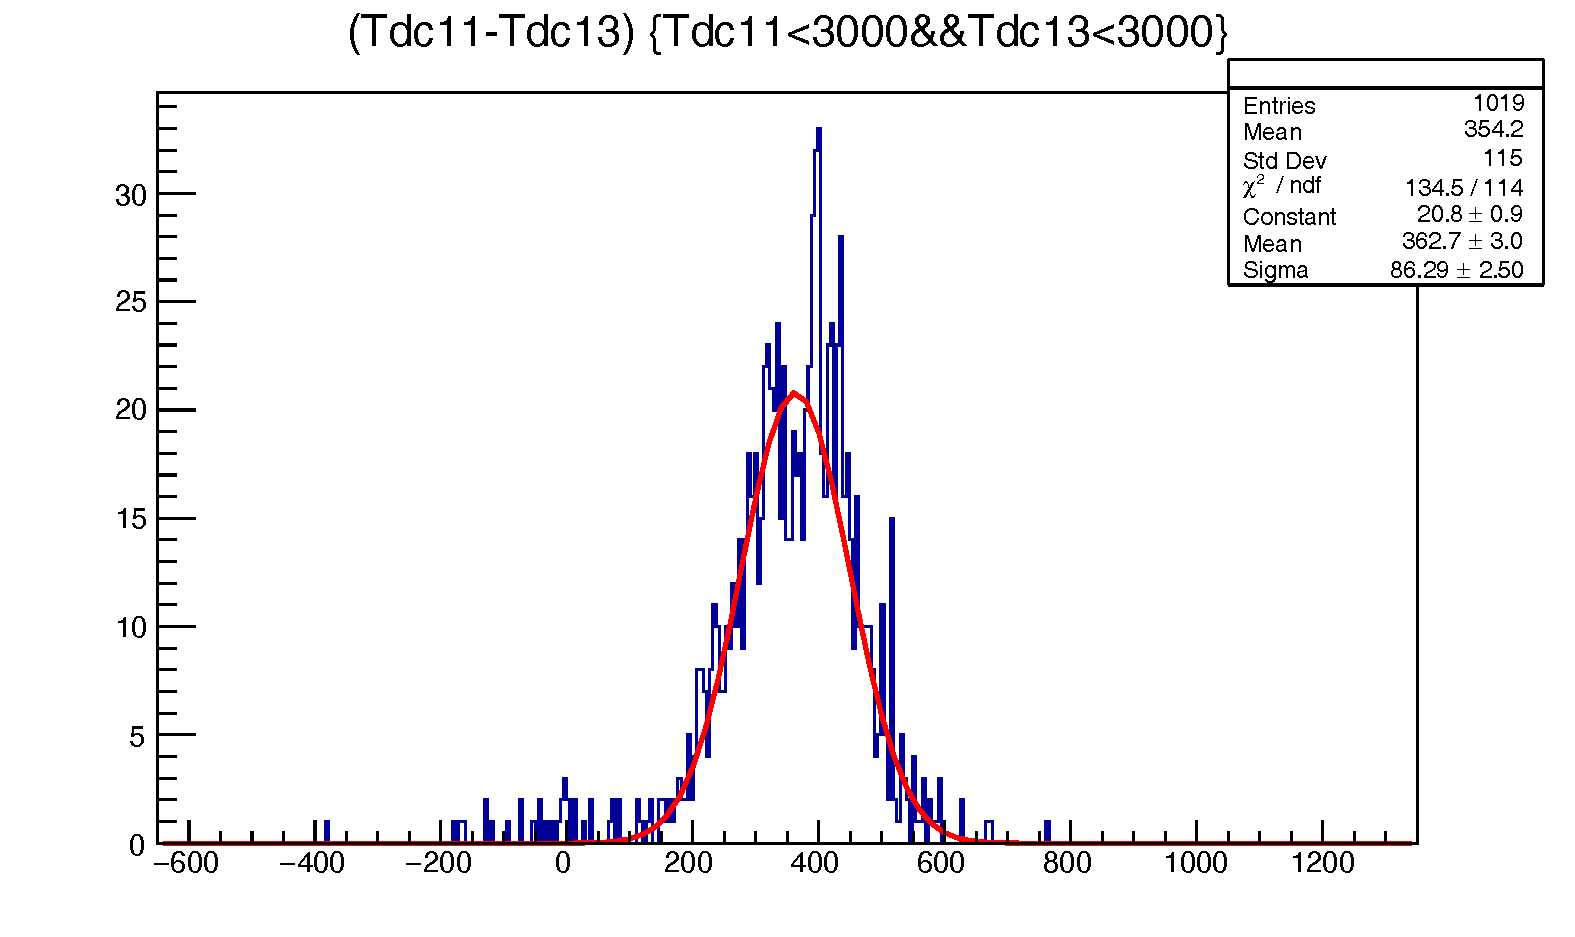 (Tdc11-Tdc13) {Tdc11<3000&&Tdc13<3000}
Entries 1019
Mean 354.2
Std Dev 115
χ² / ndf 134.5 / 114
Constant 20.8 ± 0.9
Mean 362.7 ± 3.0
Sigma 86.29 ± 2.50
30
25
20
15
10
5
0
−600 −400 −200 0 200 400 600 800 1000 1200